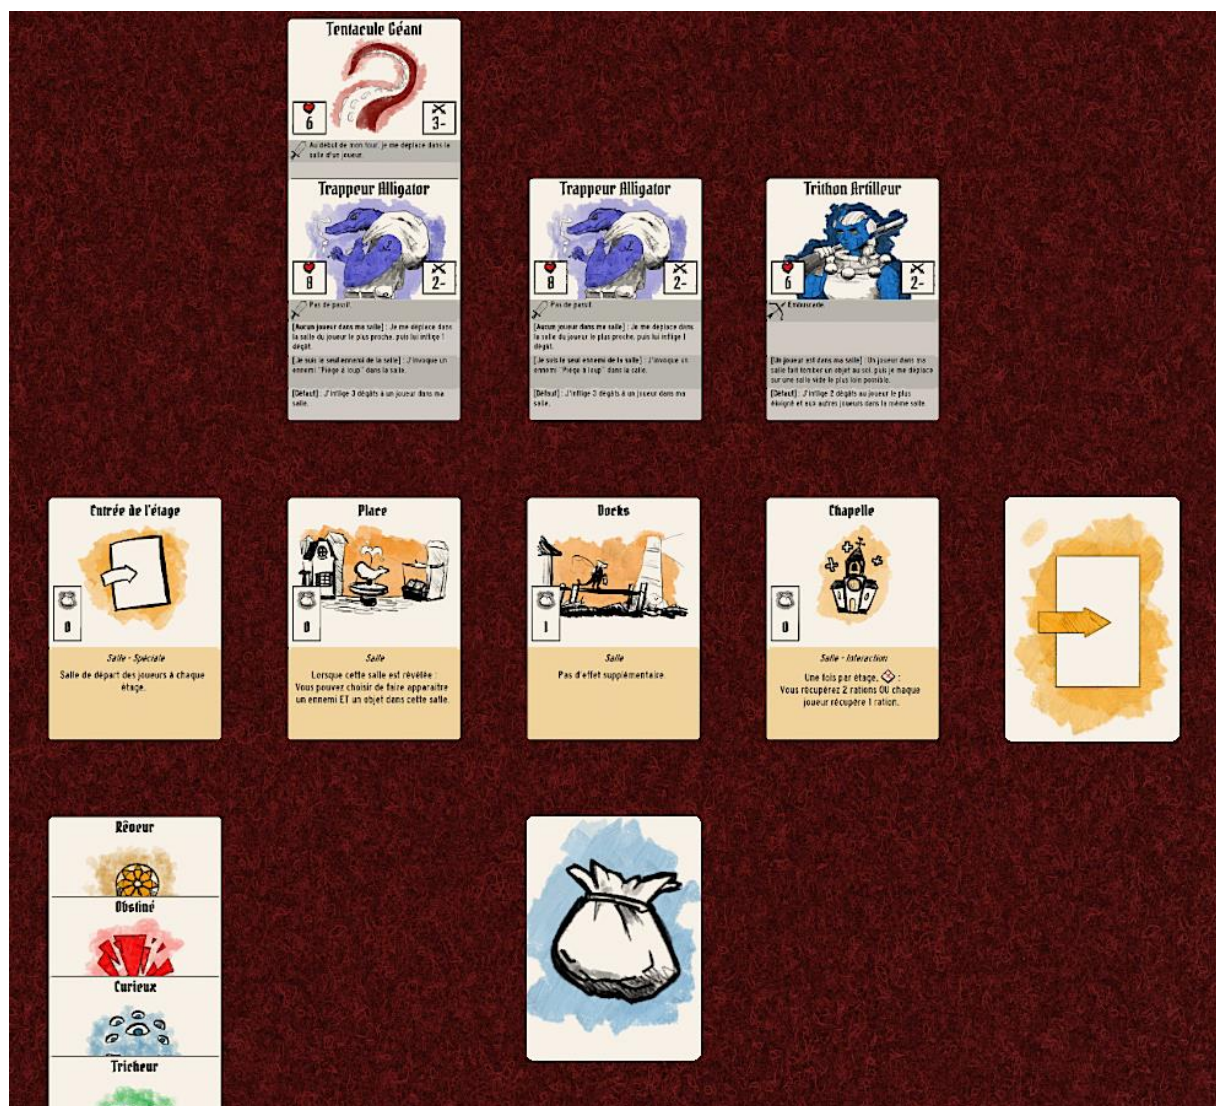 Tentacule Géant
6
3-
Au début de mon tour, je me déplace dans la
salle d'un joueur.
Trappeur Alligator
8
2-
Pas de passif.
[Aucun joueur dans ma salle] : Je me déplace dans
la salle du joueur le plus proche, puis lui inflige 1
dégât.
[Je suis le seul ennemi de la salle] : J'invoque un
ennemi "Piège à loup" dans la salle.
[Défaut] : J'inflige 3 dégâts à un joueur dans ma
salle.
Trappeur Alligator
8
2-
Pas de passif.
[Aucun joueur dans ma salle] : Je me déplace dans
la salle du joueur le plus proche, puis lui inflige 1
dégât.
[Je suis le seul ennemi de la salle] : J'invoque un
ennemi "Piège à loup" dans la salle.
[Défaut] : J'inflige 3 dégâts à un joueur dans ma
salle.
Trithon Artilleur
6
2-
Embuscade.
[Un joueur est dans ma salle] : Un joueur dans ma
salle fait tomber un objet au sol, puis je me déplace
sur une salle vide le plus loin possible.
[Défaut] : J'inflige 2 dégâts au joueur le plus
éloigné et aux autres joueurs dans la même salle.
Entrée de l'étage
0
Salle - Spéciale
Salle de départ des joueurs à chaque
étage.
Place
0
Salle
Lorsque cette salle est révélée :
Vous pouvez choisir de faire apparaître
un ennemi ET un objet dans cette salle.
Docks
1
Salle
Pas d'effet supplémentaire.
Chapelle
0
Salle - Interaction
Une fois par étage, :
Vous récupérez 2 rations OU chaque
joueur récupère 1 ration.
Rêveur
Obstiné
Curieux
Tricheur